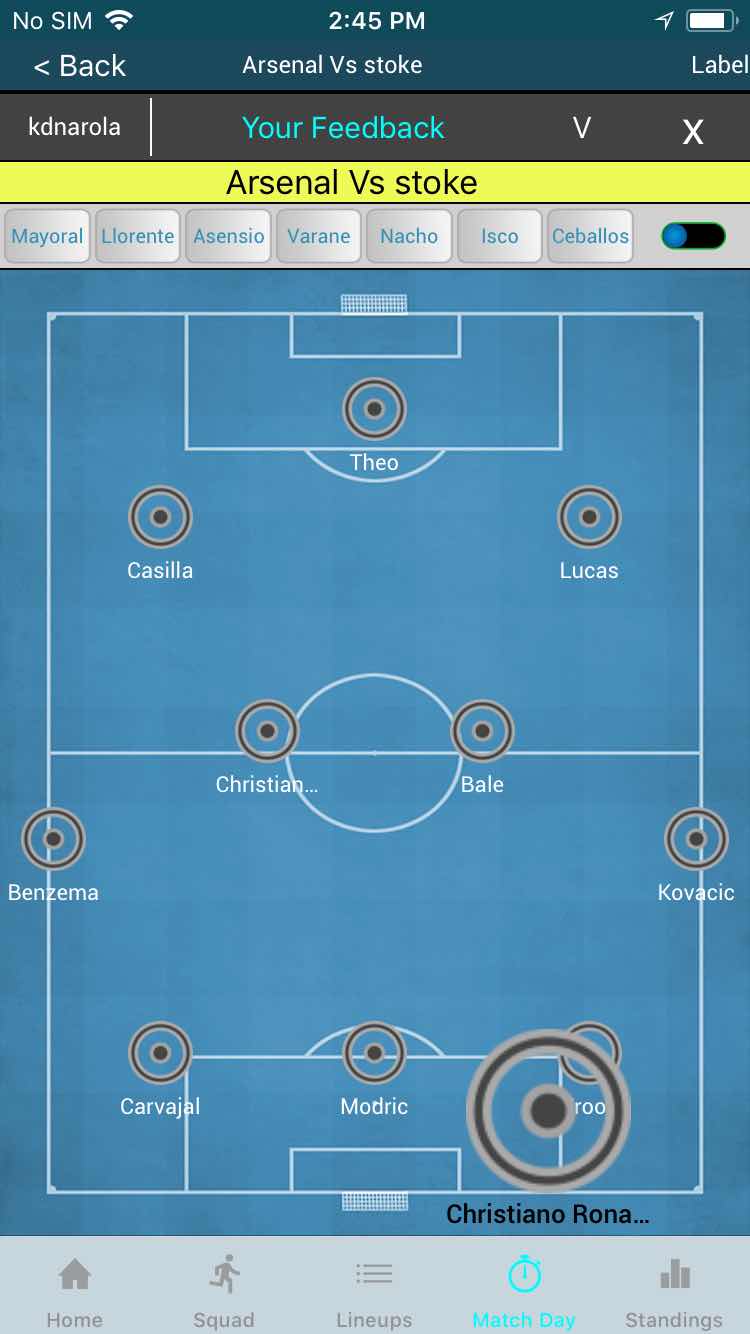 No SIM 2:45 PM
< Back Arsenal Vs stoke Label
kdnarola Your Feedback V X
Arsenal Vs stoke
Mayoral Llorente Asensio Varane Nacho Isco Ceballos
Theo
Casilla Lucas
Christian... Bale
Benzema Kovacic
Carvajal Modric roo
Christiano Rona...
Home Squad Lineups Match Day Standings